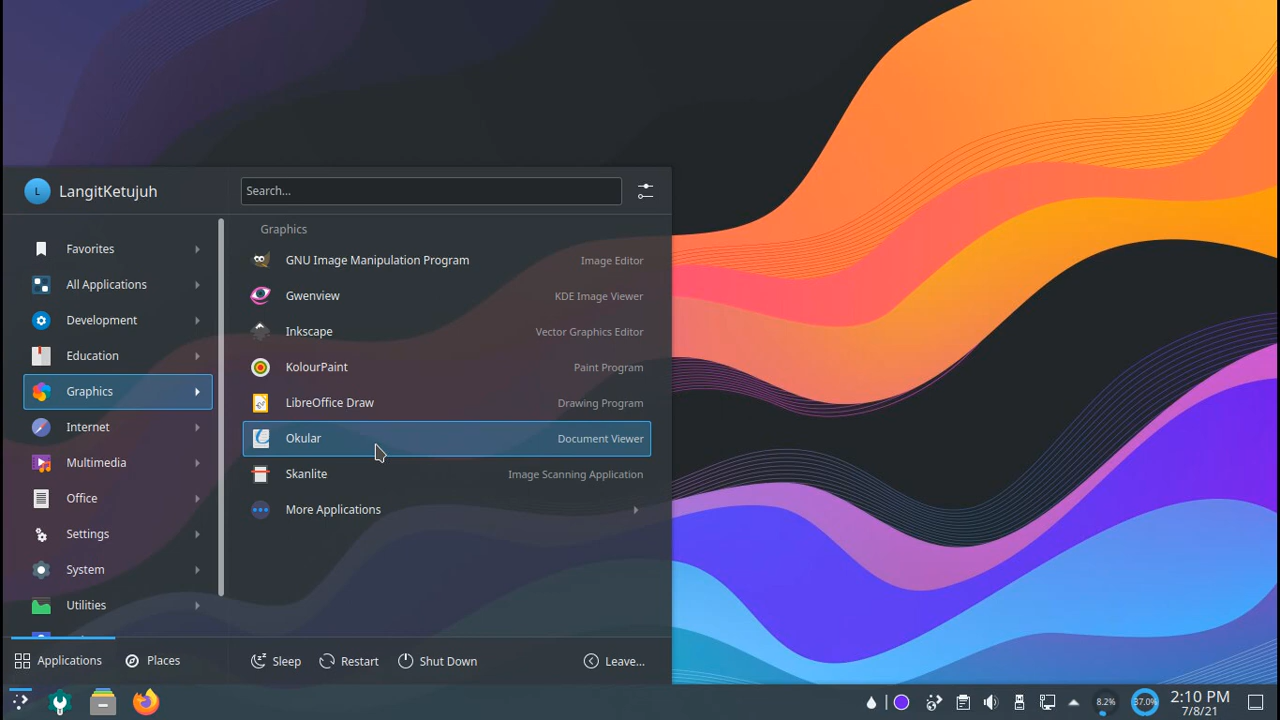 L
LangitKetujuh
Search...
Favorites
All Applications
Development
Education
Graphics
Internet
Multimedia
Office
Settings
System
Utilities
Graphics
GNU Image Manipulation Program Image Editor
Gwenview KDE Image Viewer
Inkscape Vector Graphics Editor
KolourPaint Paint Program
LibreOffice Draw Drawing Program
Okular Document Viewer
Skanlite Image Scanning Application
More Applications
Applications Places Sleep Restart Shut Down Leave...
8.2% 37.0% 2:10 PM
7/8/21